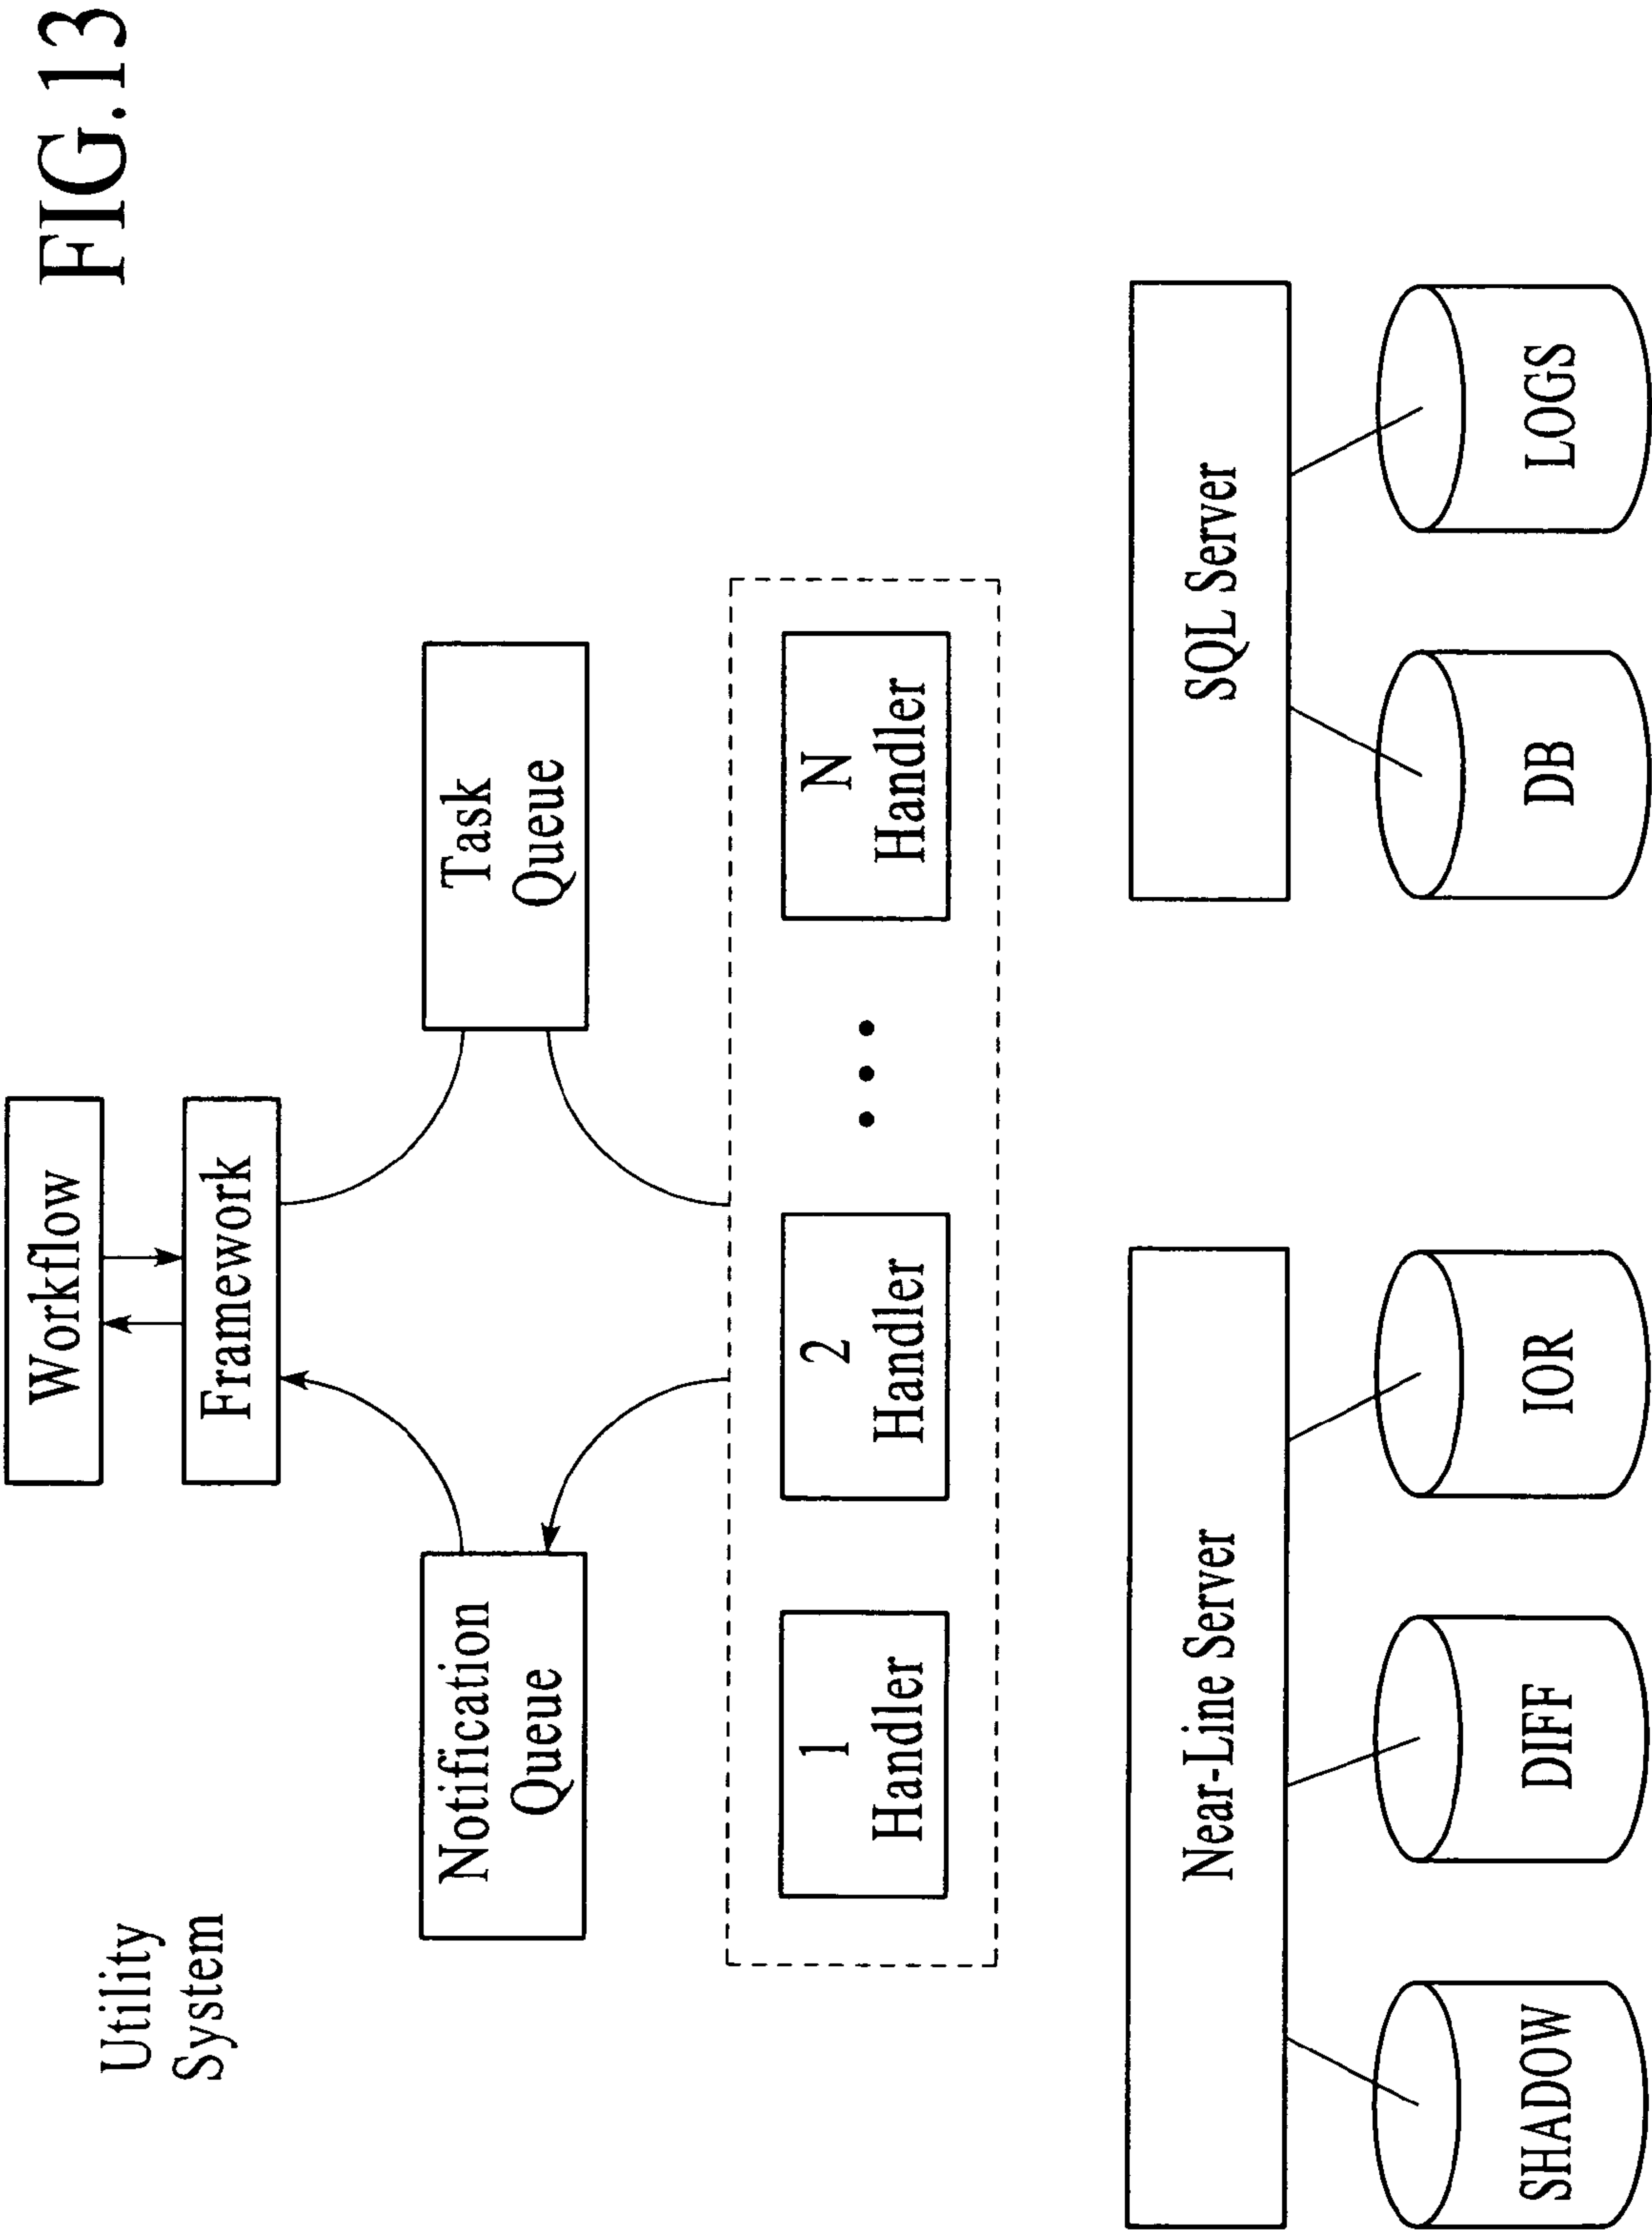 FIG.13
Utility
System
Workflow
Framework
Notification
Queue
Task
Queue
1
Handler
2
Handler
N
Handler
Near-Line Server
SQL Server
SHADOW
DIFF
IOR
DB
LOGS